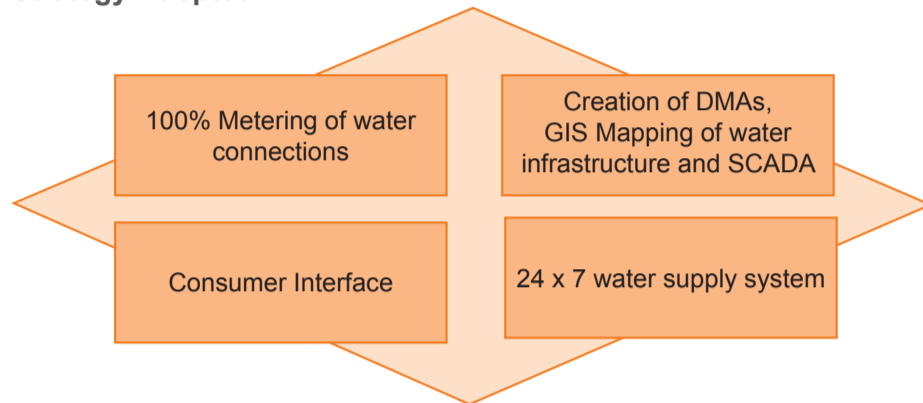 100% Metering of water
connections
Creation of DMAs,
GIS Mapping of water
infrastructure and SCADA
Consumer Interface
24 x 7 water supply system